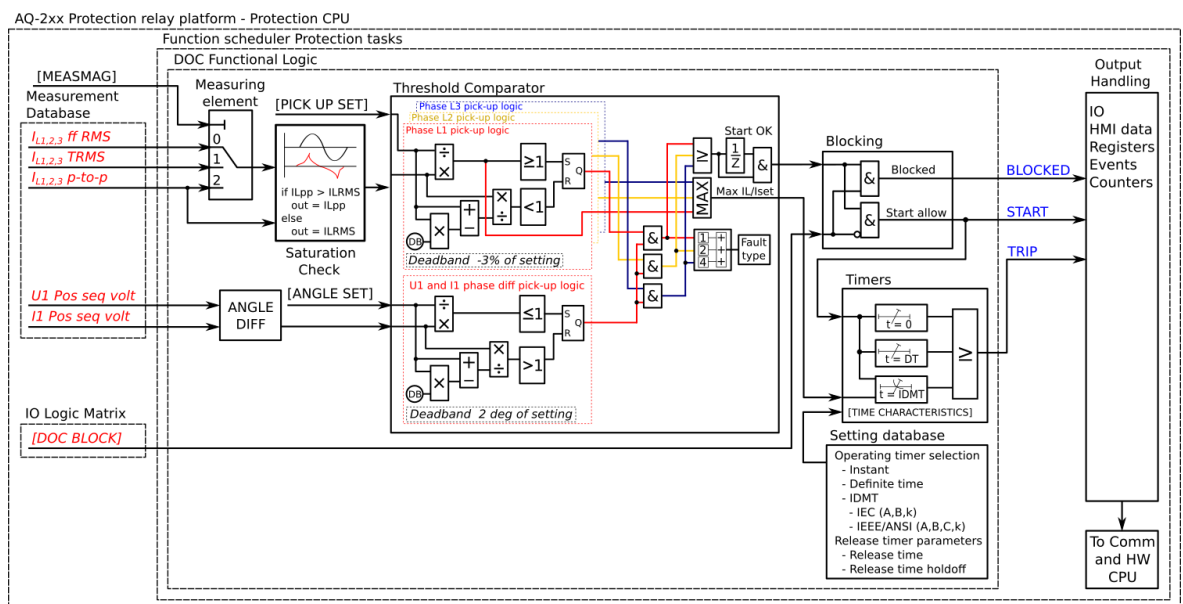 AQ-2xx Protection relay platform - Protection CPU
Function scheduler Protection tasks
DOC Functional Logic
[MEASMAG]
Measurement
Database
I_L1,2,3 ff RMS
I_L1,2,3 TRMS
I_L1,2,3 p-to-p
Measuring
element
0
1
2
[PICK UP SET]
if ILpp > ILRMS
out = ILpp
else
out = ILRMS
Saturation
Check
Threshold Comparator
Phase L3 pick-up logic
Phase L2 pick-up logic
Phase L1 pick-up logic
÷
×
≥1
S
Q
R
×
÷
<1
+
−
DB
×
Deadband -3% of setting
U1 Pos seq volt
I1 Pos seq volt
ANGLE
DIFF
[ANGLE SET]
U1 and I1 phase diff pick-up logic
÷
×
≤1
S
Q
R
×
÷
>1
+
−
DB
×
Deadband 2 deg of setting
&
&
&
≥
Start OK
1
Z
&
MAX
Max IL/Iset
1 +
2 +
4 +
Fault
type
Blocking
&
Blocked
&
Start allow
BLOCKED
START
TRIP
Timers
t = 0
t = DT
t = IDMT
≥
[TIME CHARACTERISTICS]
IO Logic Matrix
[DOC BLOCK]
Setting database
Operating timer selection
- Instant
- Definite time
- IDMT
- IEC (A,B,k)
- IEEE/ANSI (A,B,C,k)
Release timer parameters
- Release time
- Release time holdoff
Output
Handling
IO
HMI data
Registers
Events
Counters
To Comm
and HW
CPU